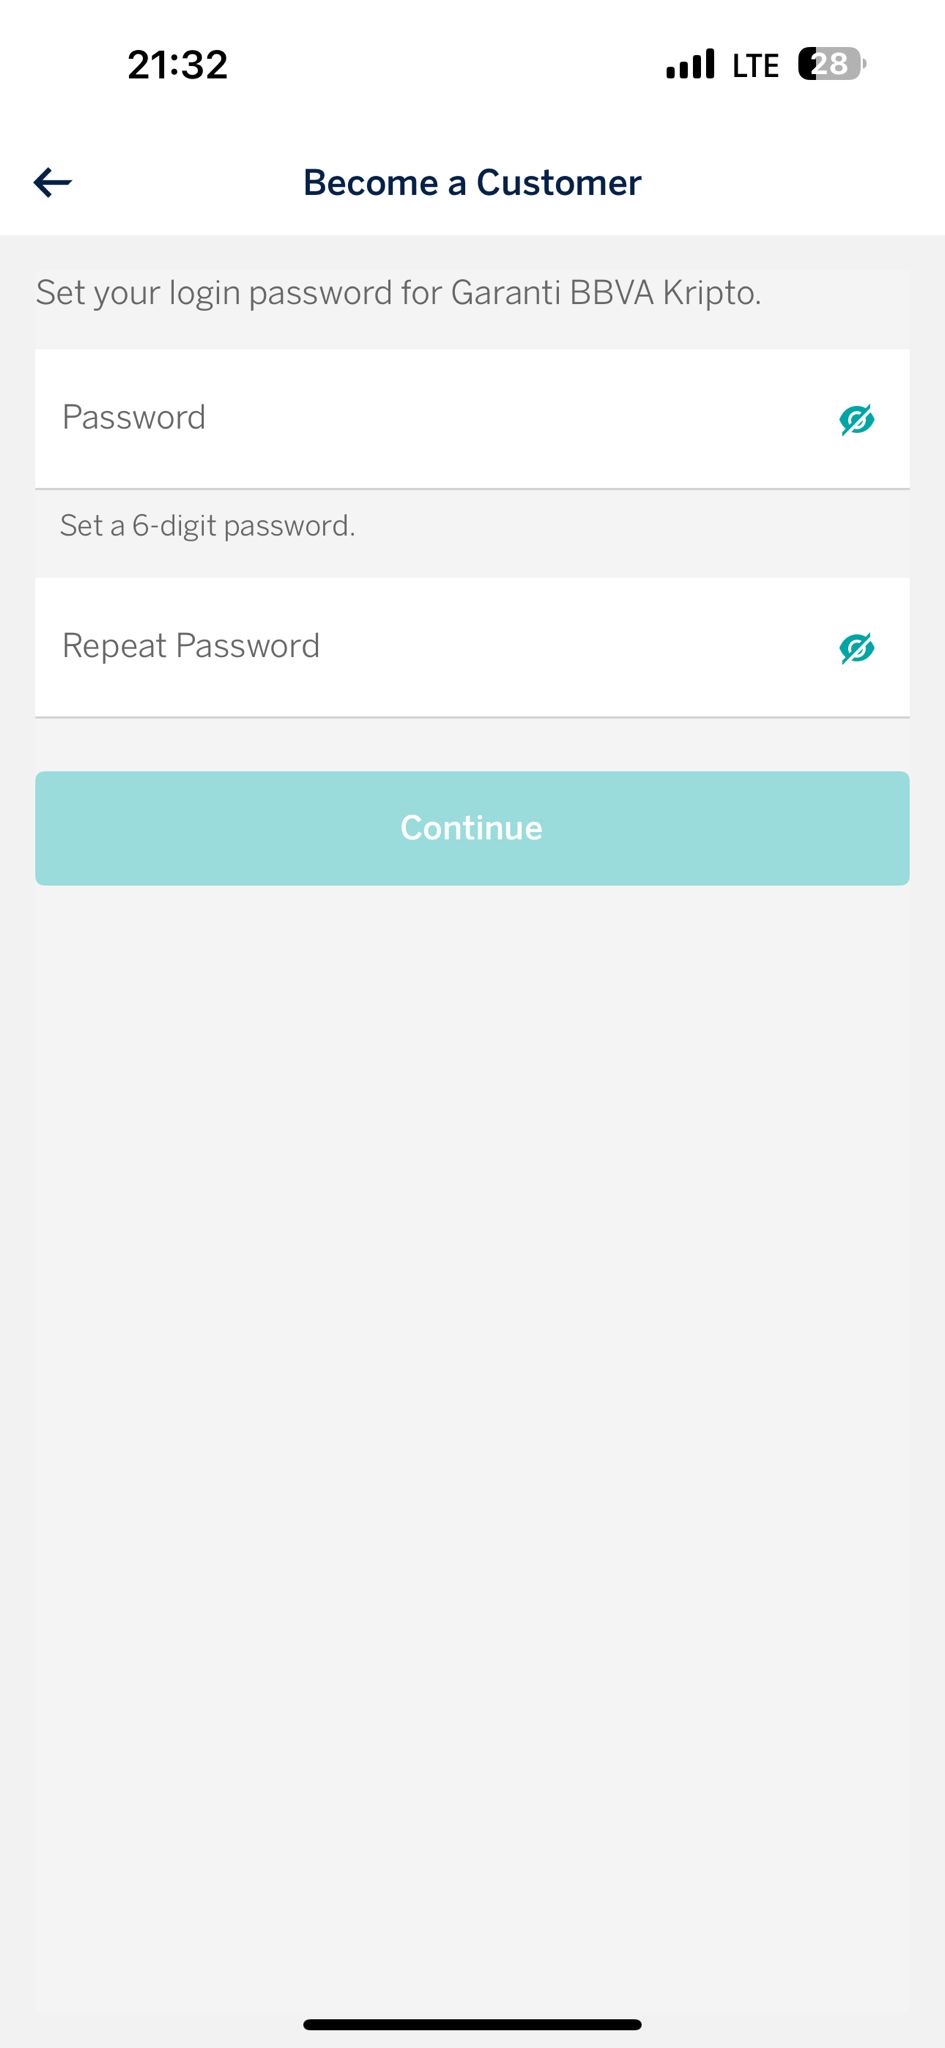 21:32
LTE
28
Become a Customer
Set your login password for Garanti BBVA Kripto.
Password
Set a 6-digit password.
Repeat Password
Continue